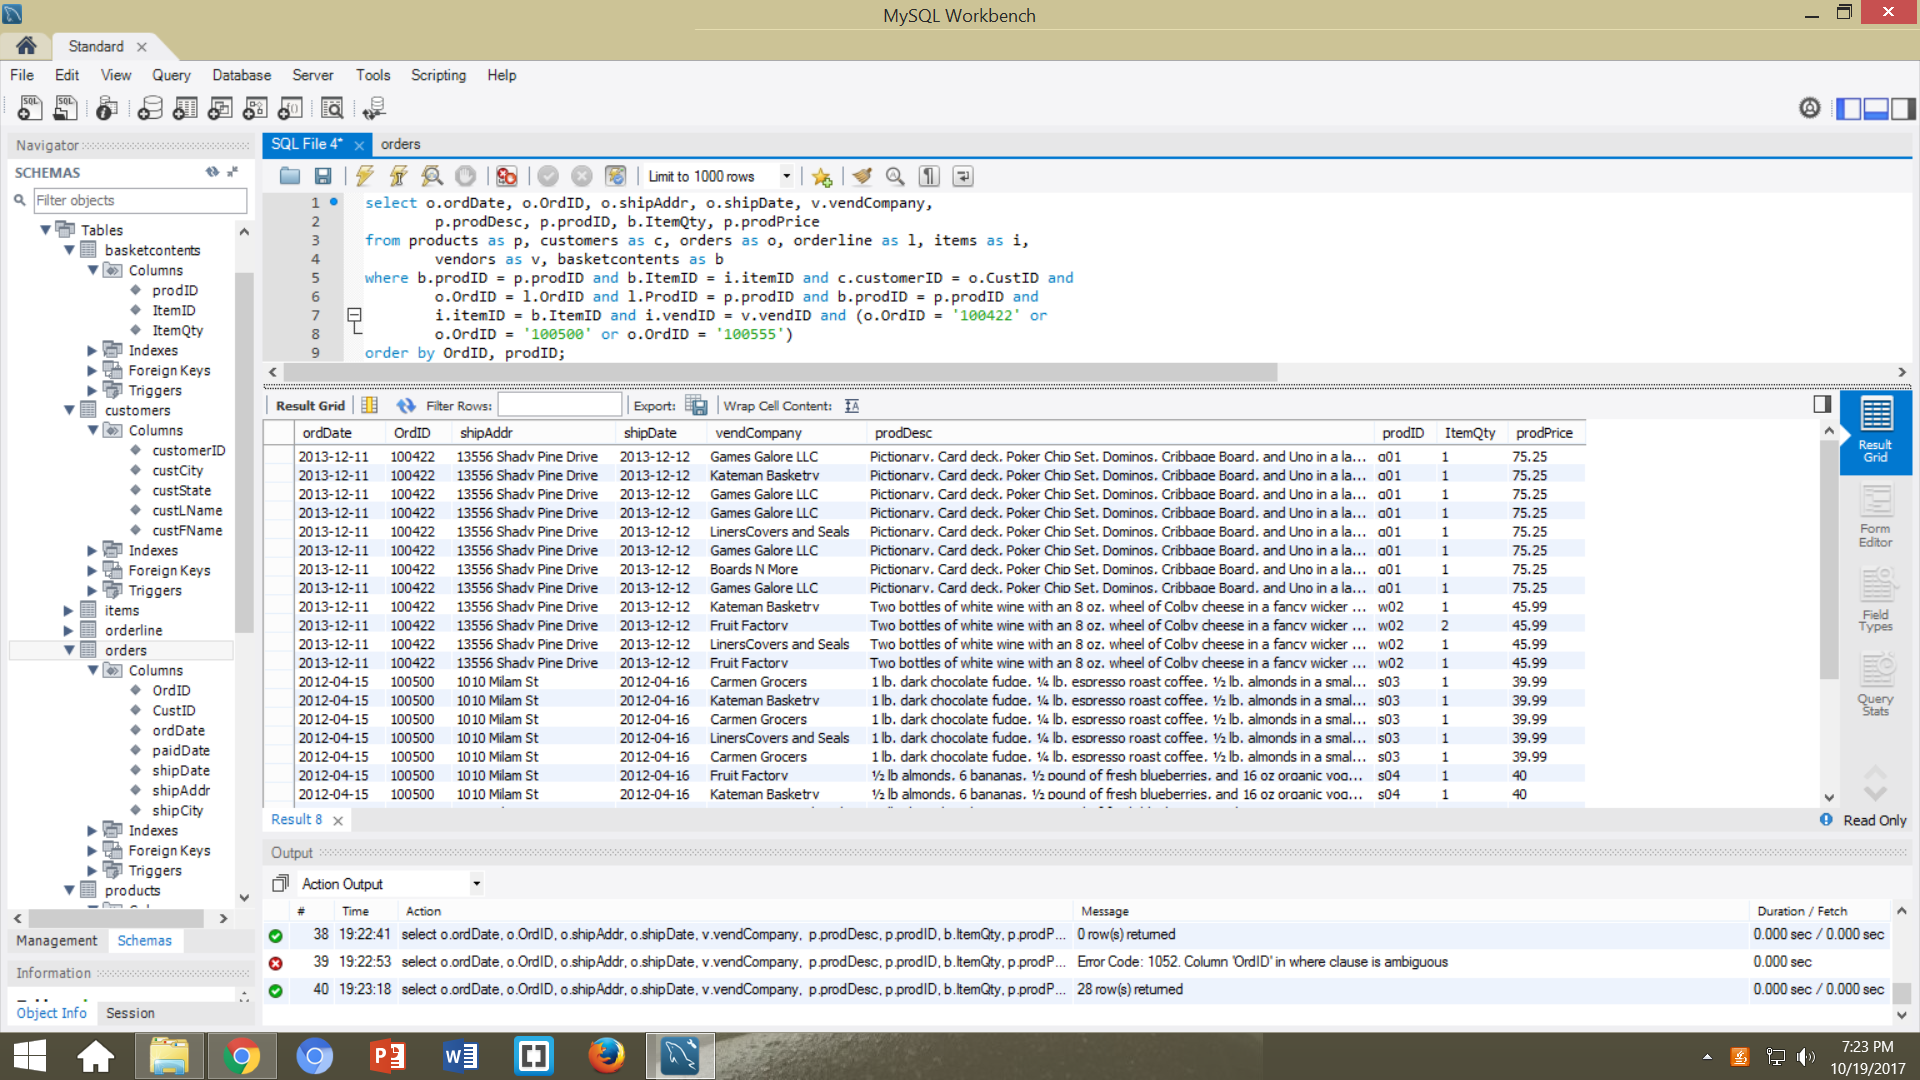 MySQL Workbench
Standard
File Edit View Query Database Server Tools Scripting Help
Navigator
SCHEMAS
Filter objects
Tables
basketcontents
Columns
prodID
ItemID
ItemQty
Indexes
Foreign Keys
Triggers
customers
Columns
customerID
custCity
custState
custLName
custFName
Indexes
Foreign Keys
Triggers
items
orderline
orders
Columns
OrdID
CustID
ordDate
paidDate
shipDate
shipAddr
shipCity
Indexes
Foreign Keys
Triggers
products
Management Schemas
Information
Object Info Session
SQL File 4* orders
Limit to 1000 rows
1 select o.ordDate, o.OrdID, o.shipAddr, o.shipDate, v.vendCompany,
2 p.prodDesc, p.prodID, b.ItemQty, p.prodPrice
3 from products as p, customers as c, orders as o, orderline as l, items as i,
4 vendors as v, basketcontents as b
5 where b.prodID = p.prodID and b.ItemID = i.itemID and c.customerID = o.CustID and
6 o.OrdID = l.OrdID and l.ProdID = p.prodID and b.prodID = p.prodID and
7 i.itemID = b.ItemID and i.vendID = v.vendID and (o.OrdID = '100422' or
8 o.OrdID = '100500' or o.OrdID = '100555')
9 order by OrdID, prodID;
Result Grid Filter Rows: Export: Wrap Cell Content:
ordDate OrdID shipAddr shipDate vendCompany prodDesc prodID ItemQty prodPrice
2013-12-11 100422 13556 Shady Pine Drive 2013-12-12 Games Galore LLC Pictionary, Card deck, Poker Chip Set, Dominos, Cribbage Board, and Uno in a la... g01 1 75.25
2013-12-11 100422 13556 Shady Pine Drive 2013-12-12 Kateman Basketry Pictionary, Card deck, Poker Chip Set, Dominos, Cribbage Board, and Uno in a la... g01 1 75.25
2013-12-11 100422 13556 Shady Pine Drive 2013-12-12 Games Galore LLC Pictionary, Card deck, Poker Chip Set, Dominos, Cribbage Board, and Uno in a la... g01 1 75.25
2013-12-11 100422 13556 Shady Pine Drive 2013-12-12 Games Galore LLC Pictionary, Card deck, Poker Chip Set, Dominos, Cribbage Board, and Uno in a la... g01 1 75.25
2013-12-11 100422 13556 Shady Pine Drive 2013-12-12 LinersCovers and Seals Pictionary, Card deck, Poker Chip Set, Dominos, Cribbage Board, and Uno in a la... g01 1 75.25
2013-12-11 100422 13556 Shady Pine Drive 2013-12-12 Games Galore LLC Pictionary, Card deck, Poker Chip Set, Dominos, Cribbage Board, and Uno in a la... g01 1 75.25
2013-12-11 100422 13556 Shady Pine Drive 2013-12-12 Boards N More Pictionary, Card deck, Poker Chip Set, Dominos, Cribbage Board, and Uno in a la... g01 1 75.25
2013-12-11 100422 13556 Shady Pine Drive 2013-12-12 Games Galore LLC Pictionary, Card deck, Poker Chip Set, Dominos, Cribbage Board, and Uno in a la... g01 1 75.25
2013-12-11 100422 13556 Shady Pine Drive 2013-12-12 Kateman Basketry Two bottles of white wine with an 8 oz. wheel of Colby cheese in a fancy wicker ... w02 1 45.99
2013-12-11 100422 13556 Shady Pine Drive 2013-12-12 Fruit Factory Two bottles of white wine with an 8 oz. wheel of Colby cheese in a fancy wicker ... w02 2 45.99
2013-12-11 100422 13556 Shady Pine Drive 2013-12-12 LinersCovers and Seals Two bottles of white wine with an 8 oz. wheel of Colby cheese in a fancy wicker ... w02 1 45.99
2013-12-11 100422 13556 Shady Pine Drive 2013-12-12 Fruit Factory Two bottles of white wine with an 8 oz. wheel of Colby cheese in a fancy wicker ... w02 1 45.99
2012-04-15 100500 1010 Milam St 2012-04-16 Carmen Grocers 1 lb. dark chocolate fudge, ¼ lb. espresso roast coffee, ½ lb. almonds in a smal... s03 1 39.99
2012-04-15 100500 1010 Milam St 2012-04-16 Kateman Basketry 1 lb. dark chocolate fudge, ¼ lb. espresso roast coffee, ½ lb. almonds in a smal... s03 1 39.99
2012-04-15 100500 1010 Milam St 2012-04-16 Carmen Grocers 1 lb. dark chocolate fudge, ¼ lb. espresso roast coffee, ½ lb. almonds in a smal... s03 1 39.99
2012-04-15 100500 1010 Milam St 2012-04-16 LinersCovers and Seals 1 lb. dark chocolate fudge, ¼ lb. espresso roast coffee, ½ lb. almonds in a smal... s03 1 39.99
2012-04-15 100500 1010 Milam St 2012-04-16 Carmen Grocers 1 lb. dark chocolate fudge, ¼ lb. espresso roast coffee, ½ lb. almonds in a smal... s03 1 39.99
2012-04-15 100500 1010 Milam St 2012-04-16 Fruit Factory ½ lb almonds, 6 bananas, ½ pound of fresh blueberries, and 16 oz organic yog... s04 1 40
2012-04-15 100500 1010 Milam St 2012-04-16 Kateman Basketry ½ lb almonds, 6 bananas, ½ pound of fresh blueberries, and 16 oz organic yog... s04 1 40
Result Grid
Form Editor
Field Types
Query Stats
Result 8
Read Only
Output
Action Output
# Time Action Message Duration / Fetch
38 19:22:41 select o.ordDate, o.OrdID, o.shipAddr, o.shipDate, v.vendCompany, p.prodDesc, p.prodID, b.ItemQty, p.prodP... 0 row(s) returned 0.000 sec / 0.000 sec
39 19:22:53 select o.ordDate, o.OrdID, o.shipAddr, o.shipDate, v.vendCompany, p.prodDesc, p.prodID, b.ItemQty, p.prodP... Error Code: 1052. Column 'OrdID' in where clause is ambiguous 0.000 sec
40 19:23:18 select o.ordDate, o.OrdID, o.shipAddr, o.shipDate, v.vendCompany, p.prodDesc, p.prodID, b.ItemQty, p.prodP... 28 row(s) returned 0.000 sec / 0.000 sec
7:23 PM
10/19/2017